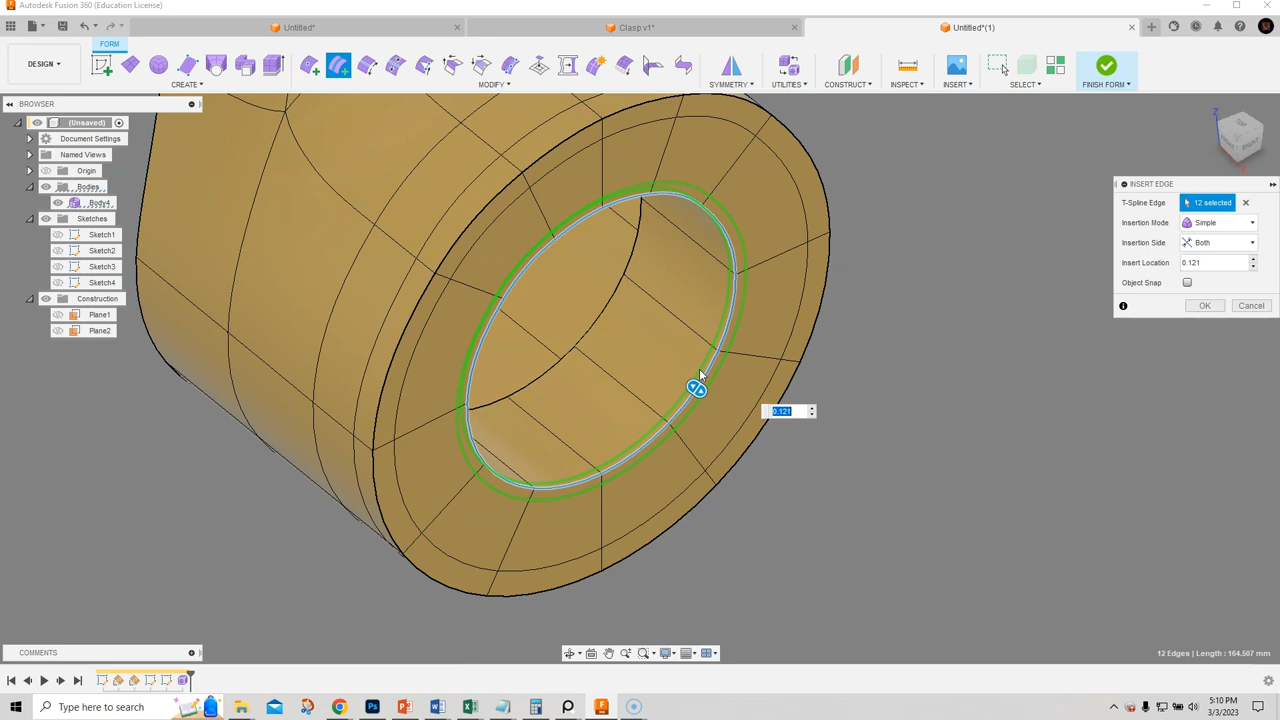 Autodesk Fusion 360 (Education License)
Untitled*
Clasp v1*
Untitled*(1)
FORM
DESIGN
CREATE
MODIFY
SYMMETRY
UTILITIES
CONSTRUCT
INSPECT
INSERT
SELECT
FINISH FORM
BROWSER
(Unsaved)
Document Settings
Named Views
Origin
Bodies
Body4
Sketches
Sketch1
Sketch2
Sketch3
Sketch4
Construction
Plane1
Plane2
Z
RIGHT
INSERT EDGE
T-Spline Edge 12 selected
Insertion Mode Simple
Insertion Side Both
Insert Location 0.121
Object Snap
OK Cancel
0.121
COMMENTS
12 Edges | Length : 164.507 mm
Type here to search
5:10 PM
3/3/2023